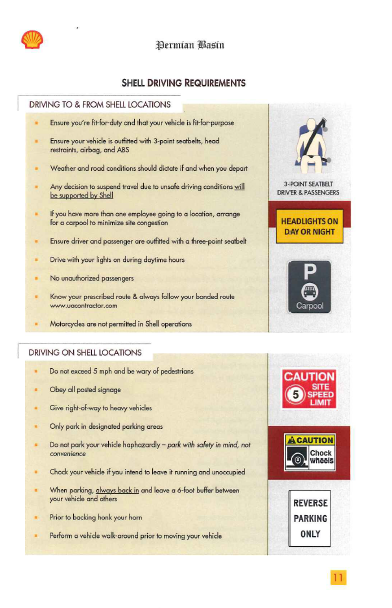 Permian Basin
SHELL DRIVING REQUIREMENTS
DRIVING TO & FROM SHELL LOCATIONS
Ensure you're fit-for-duty and that your vehicle is fit-for-purpose
Ensure your vehicle is outfitted with 3-point seatbelts, head
restraints, airbag, and ABS
Weather and road conditions should dictate if and when you depart
Any decision to suspend travel due to unsafe driving conditions will
be supported by Shell
If you have more than one employee going to a location, arrange
for a carpool to minimize site congestion
Ensure driver and passenger are outfitted with a three-point seatbelt
Drive with your lights on during daytime hours
No unauthorized passengers
Know your prescribed route & always follow your bonded route
www.uocontractor.com
Motorcycles are not permitted in Shell operations
3-POINT SEATBELT
DRIVER & PASSENGERS
HEADLIGHTS ON
DAY OR NIGHT
P
Carpool
DRIVING ON SHELL LOCATIONS
Do not exceed 5 mph and be wary of pedestrians
Obey all posted signage
Give right-of-way to heavy vehicles
Only park in designated parking areas
Do not park your vehicle haphazardly – park with safety in mind, not
convenience
Chock your vehicle if you intend to leave it running and unoccupied
When parking, always back in and leave a 6-foot buffer between
your vehicle and others
Prior to backing honk your horn
Perform a vehicle walk-around prior to moving your vehicle
CAUTION
5 SITE
SPEED
LIMIT
CAUTION
Chock
wheels
REVERSE
PARKING
ONLY
11